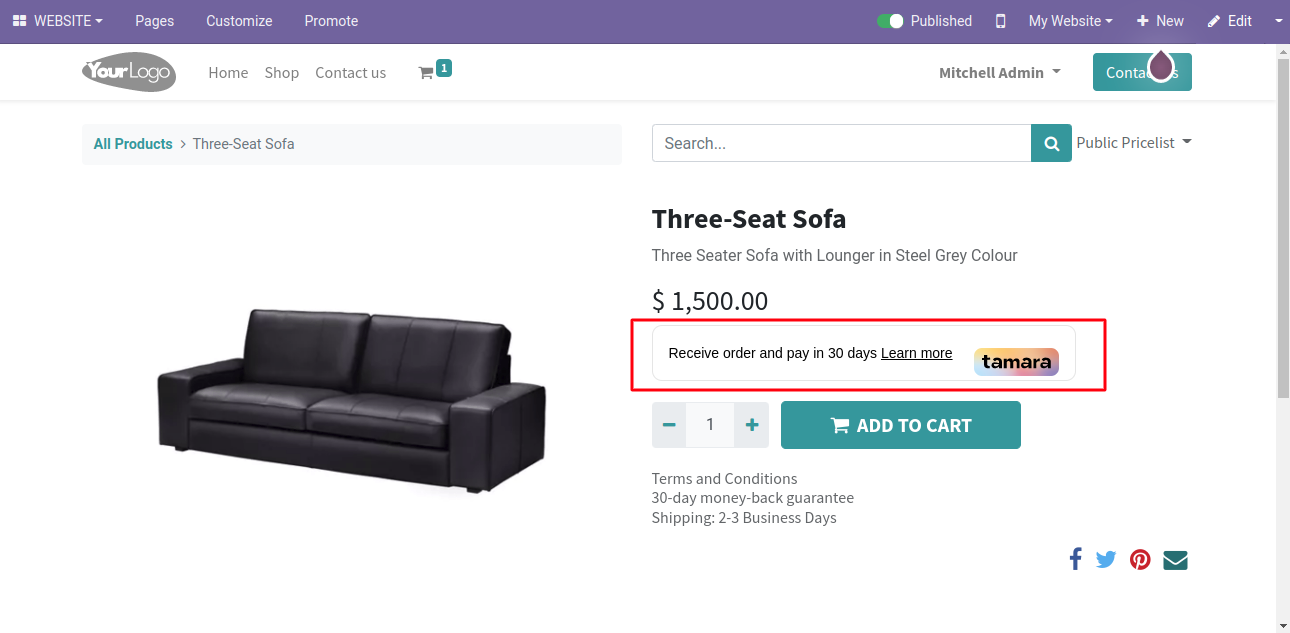 WEBSITE Pages Customize Promote Published My Website New Edit
YourLogo Home Shop Contact us 1 Mitchell Admin
All Products > Three-Seat Sofa Search... Public Pricelist
Three-Seat Sofa
Three Seater Sofa with Lounger in Steel Grey Colour
$ 1,500.00
Receive order and pay in 30 days Learn more tamara
1 ADD TO CART
Terms and Conditions
30-day money-back guarantee
Shipping: 2-3 Business Days